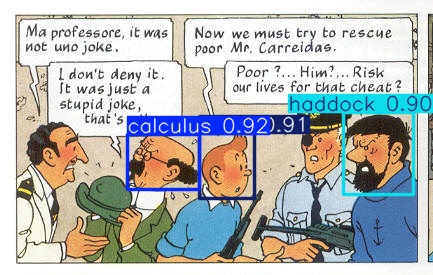 Ma professore, it was
not uno joke.
I don't deny it.
It was just a
stupid joke,
that's
Now we must try to rescue
poor Mr. Carreidas.
Poor ?... Him?... Risk
our lives for that cheat?
calculus 0.92
0.91
haddock 0.90